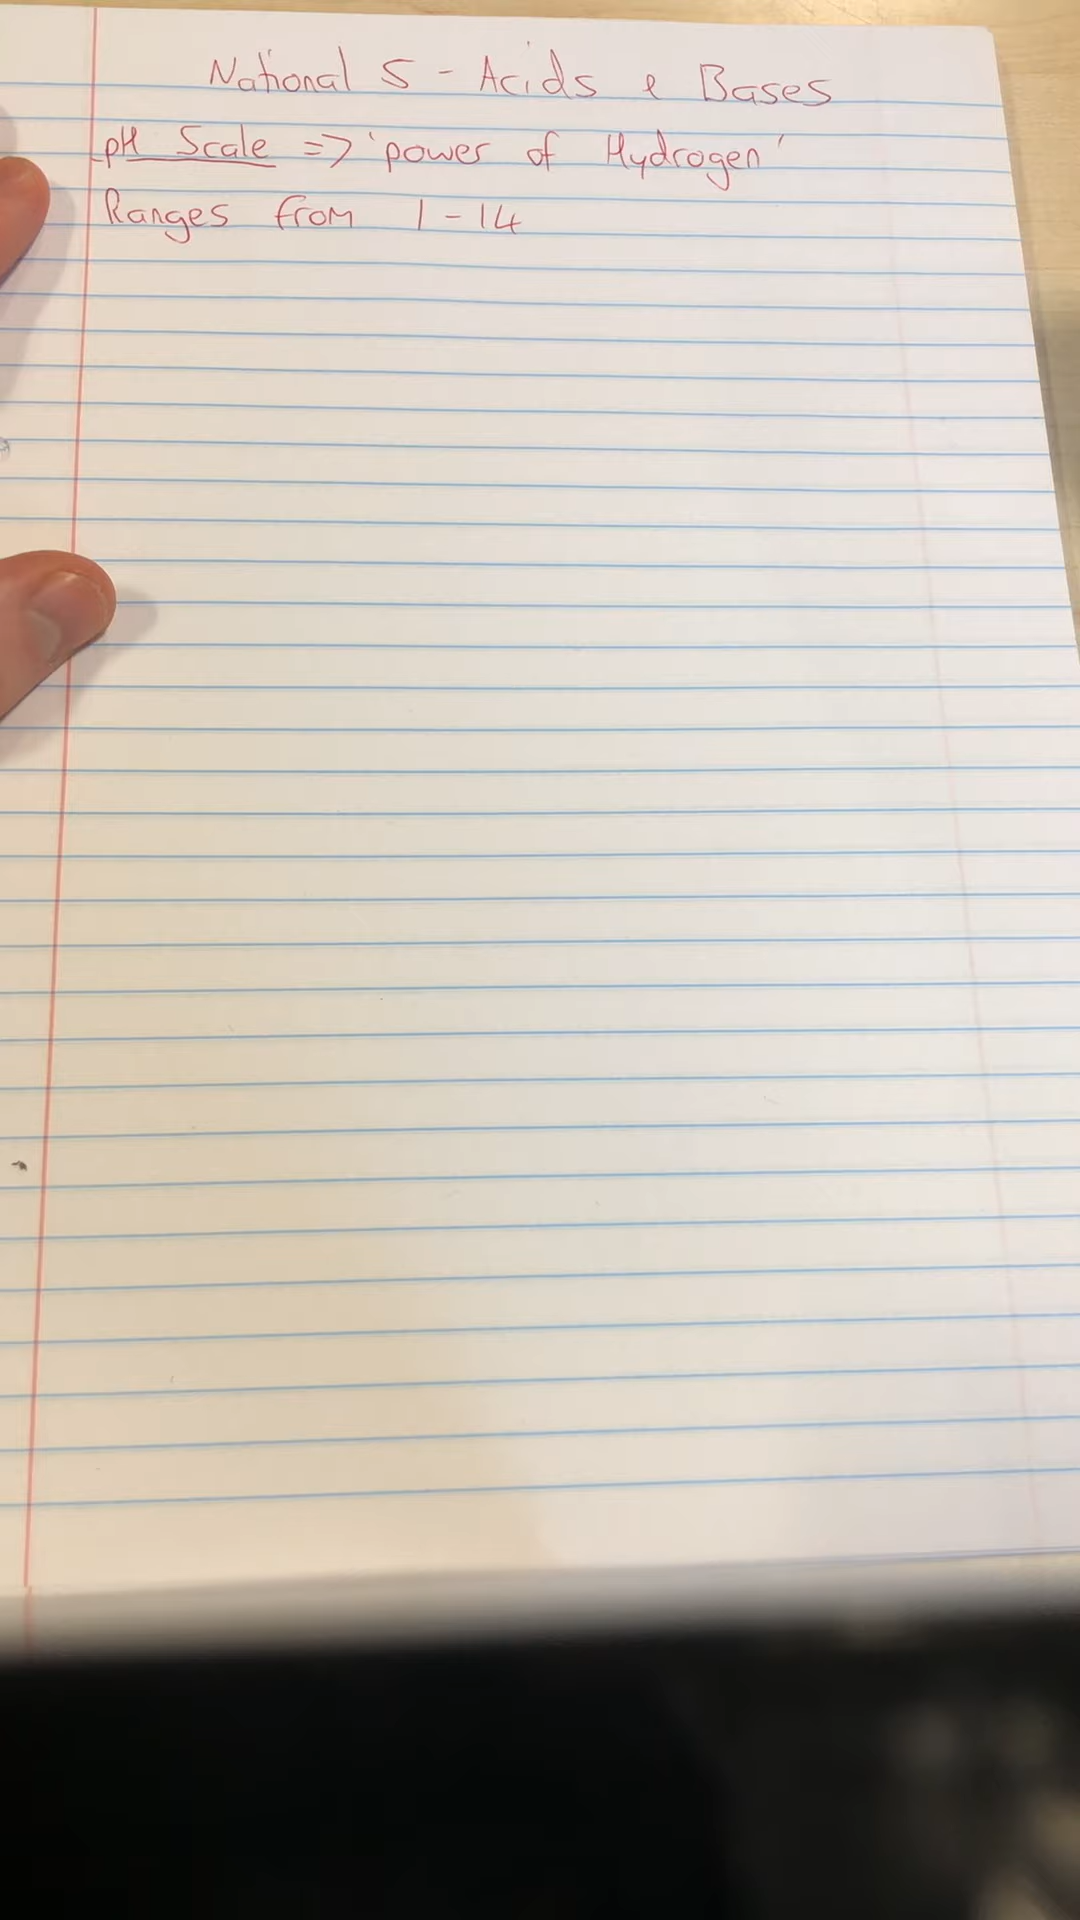 National 5 - Acids & Bases
pH Scale => 'power of Hydrogen'
Ranges from 1-14